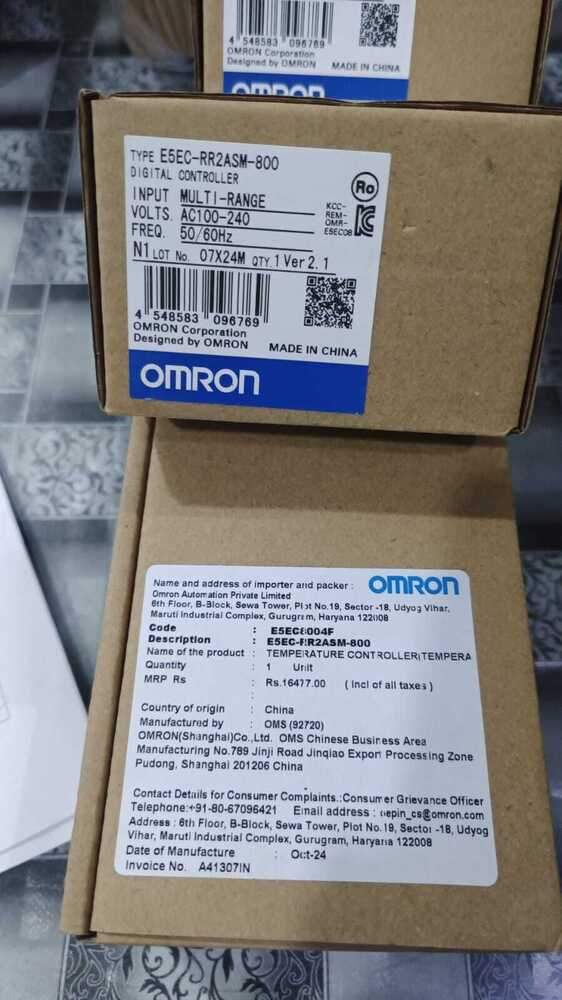 4 548583 096769
OMRON Corporation
Designed by OMRON MADE IN CHINA
OMRON
TYPE E5EC-RR2ASM-800
DIGITAL CONTROLLER
INPUT MULTI-RANGE
VOLTS. AC100-240
FREQ. 50/60Hz
Ro
KCC-
REM-
OMR-
E5EC08
N1 LOT No. 07X24M QTY. 1 Ver 2.1
4 548583 096769
OMRON Corporation
Designed by OMRON MADE IN CHINA
OMRON
Name and address of importer and packer : OMRON
Omron Automation Private Limited
6th Floor, B-Block, Sewa Tower, Plot No.19, Sector -18, Udyog Vihar,
Maruti Industrial Complex, Gurugram, Haryana 122008
Code : E5EC8004F
Description : E5EC-RR2ASM-800
Name of the product : TEMPERATURE CONTROLLER(TEMPERA
Quantity : 1 Unit
MRP Rs : Rs.16477.00 ( Incl of all taxes )
Country of origin : China
Manufactured by : OMS (92720)
OMRON(Shanghai)Co.,Ltd. OMS Chinese Business Area
Manufacturing No.789 Jinji Road Jinqiao Export Processing Zone
Pudong, Shanghai 201206 China
Contact Details for Consumer Complaints.:Consumer Grievance Officer
Telephone:+91-80-67096421 Email address : oepin_cs@omron.com
Address : 6th Floor, B-Block, Sewa Tower, Plot No.19, Sector -18, Udyog
Vihar, Maruti Industrial Complex, Gurugram, Haryana 122008
Date of Manufacture : Oct-24
Invoice No. A41307IN